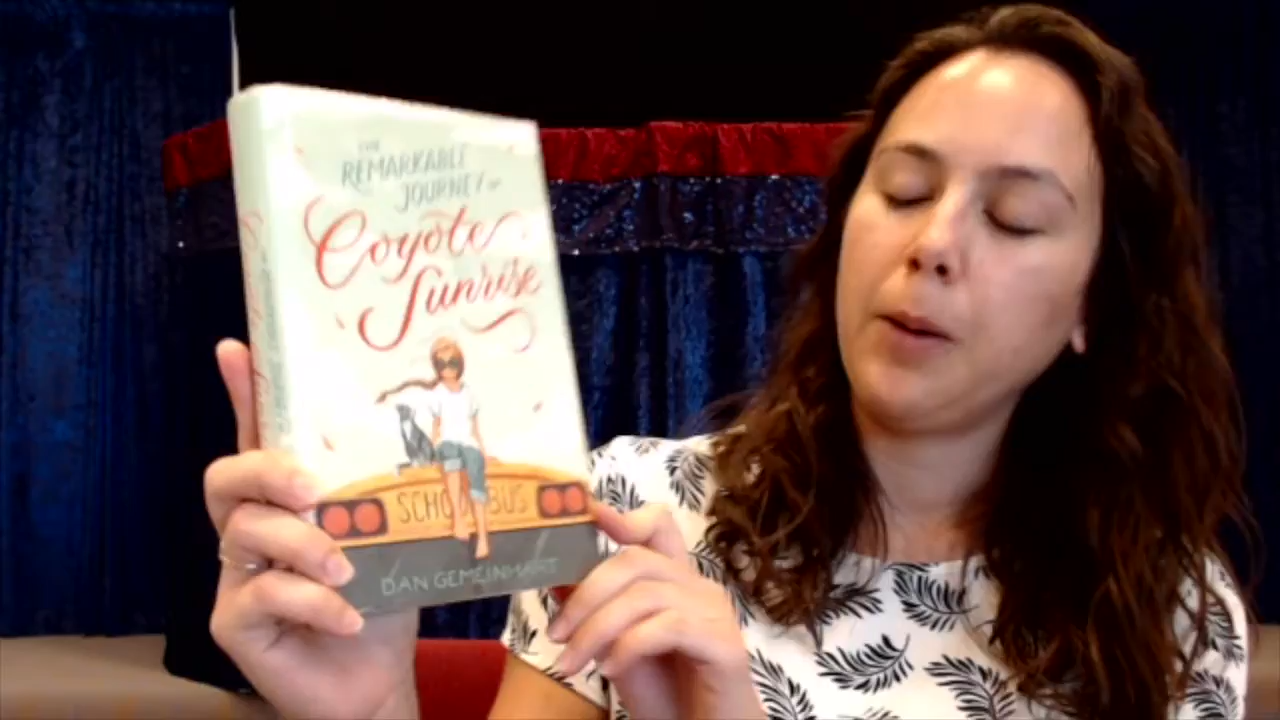 THE
REMARKABLE
JOURNEY OF
Coyote
Sunrise
SCHOOL BUS
DAN GEMEINHART